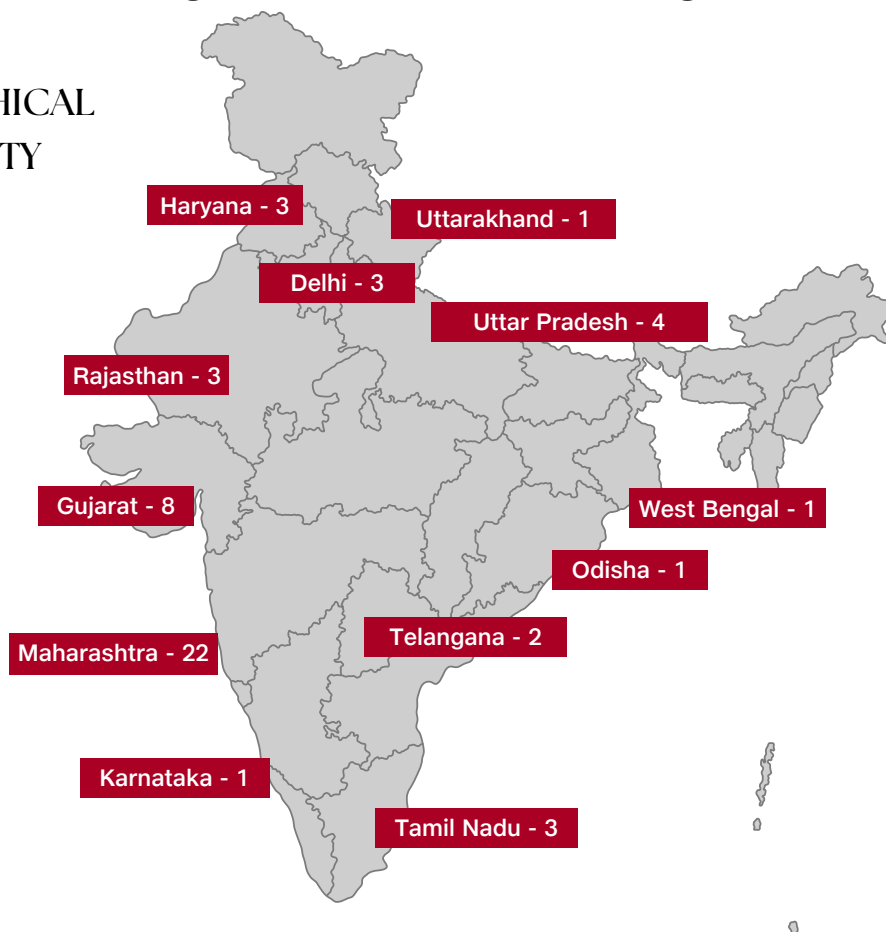 HICAL
TY
Haryana - 3
Uttarakhand - 1
Delhi - 3
Uttar Pradesh - 4
Rajasthan - 3
Gujarat - 8
West Bengal - 1
Odisha - 1
Telangana - 2
Maharashtra - 22
Karnataka - 1
Tamil Nadu - 3